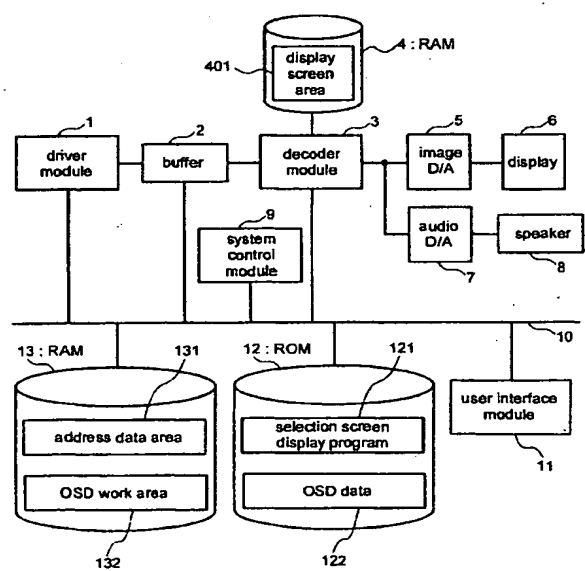 401
display
screen
area
4 : RAM
1
driver
module
2
buffer
3
decoder
module
5
image
D/A
6
display
9
system
control
module
audio
D/A
7
speaker
8
10
13 : RAM
131
address data area
OSD work area
132
12 : ROM
121
selection screen
display program
OSD data
122
user interface
module
11